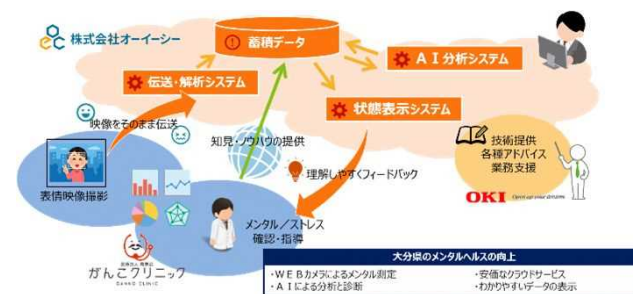 株式会社オーイーシー
蓄積データ
AI分析システム
伝送・解析システム
状態表示システム
映像をそのまま伝送
知見・ノウハウの提供
技術提供
各種アドバイス
業務支援
理解しやすくフィードバック
表情映像撮影
OKI Open up your dreams
メンタル／ストレス
確認・指導
がんこクリニック
GANKO CLINIC
大分県のメンタルヘルスの向上
・WEBカメラによるメンタル測定
・安価なクラウドサービス
・AIによる分析と診断
・わかりやすいデータの表示